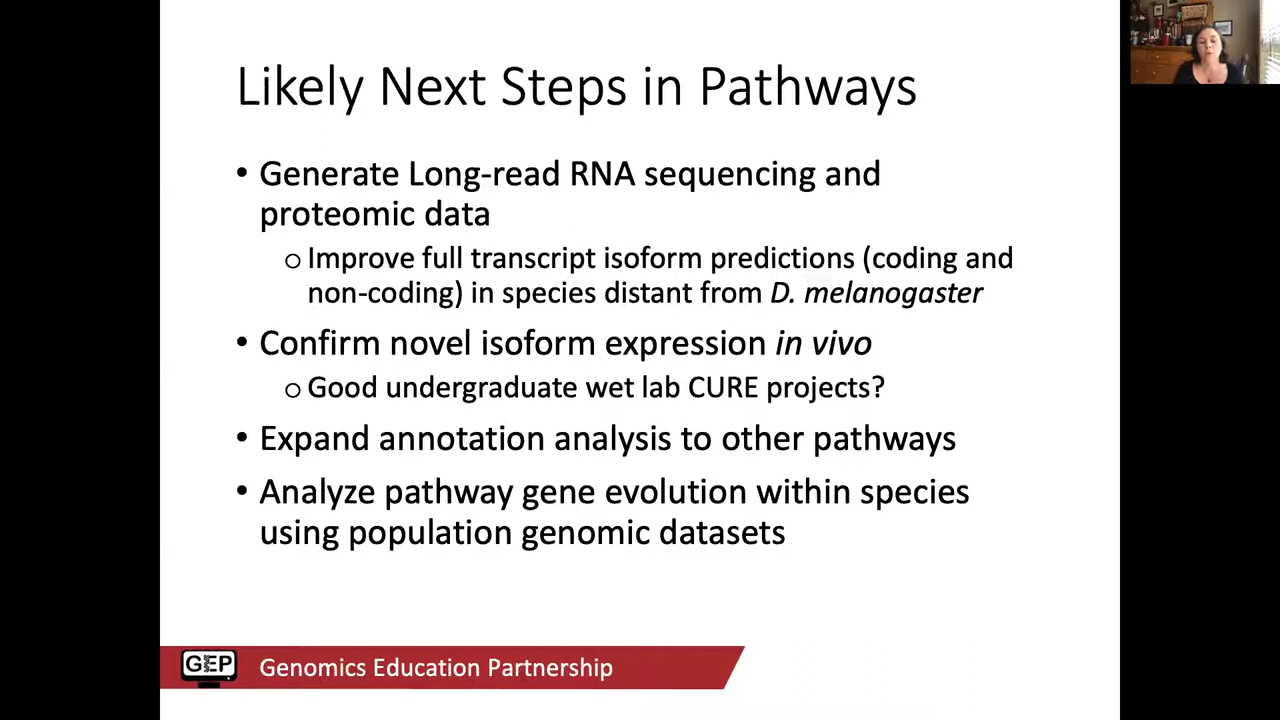 Likely Next Steps in Pathways
• Generate Long-read RNA sequencing and
proteomic data
o Improve full transcript isoform predictions (coding and
non-coding) in species distant from D. melanogaster
• Confirm novel isoform expression in vivo
o Good undergraduate wet lab CURE projects?
• Expand annotation analysis to other pathways
• Analyze pathway gene evolution within species
using population genomic datasets
GEP
Genomics Education Partnership